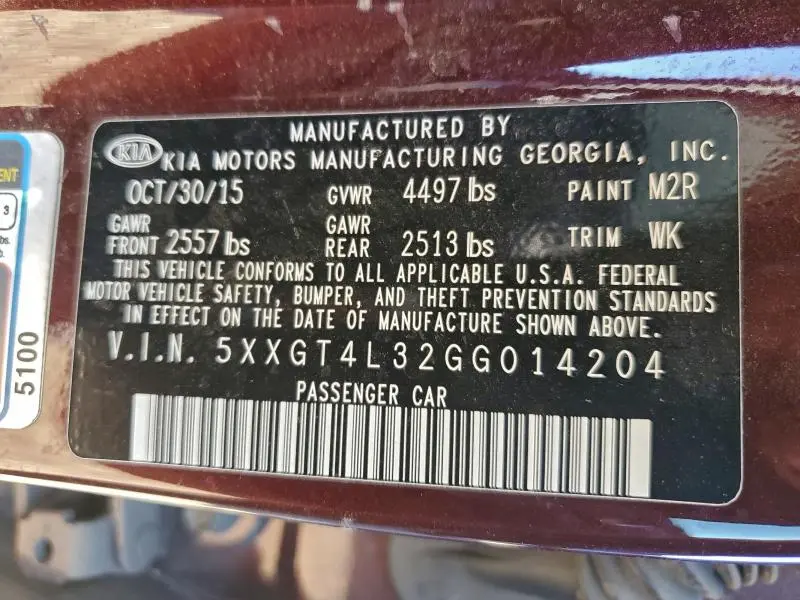 MANUFACTURED BY
KIA KIA MOTORS MANUFACTURING GEORGIA, INC.
OCT/30/15 GVWR 4497 lbs PAINT M2R
GAWR FRONT 2557 lbs GAWR REAR 2513 lbs TRIM WK
THIS VEHICLE CONFORMS TO ALL APPLICABLE U.S.A. FEDERAL
MOTOR VEHICLE SAFETY, BUMPER, AND THEFT PREVENTION STANDARDS
IN EFFECT ON THE DATE OF MANUFACTURE SHOWN ABOVE.
V.I.N. 5XXGT4L32GG014204
PASSENGER CAR
3
5100